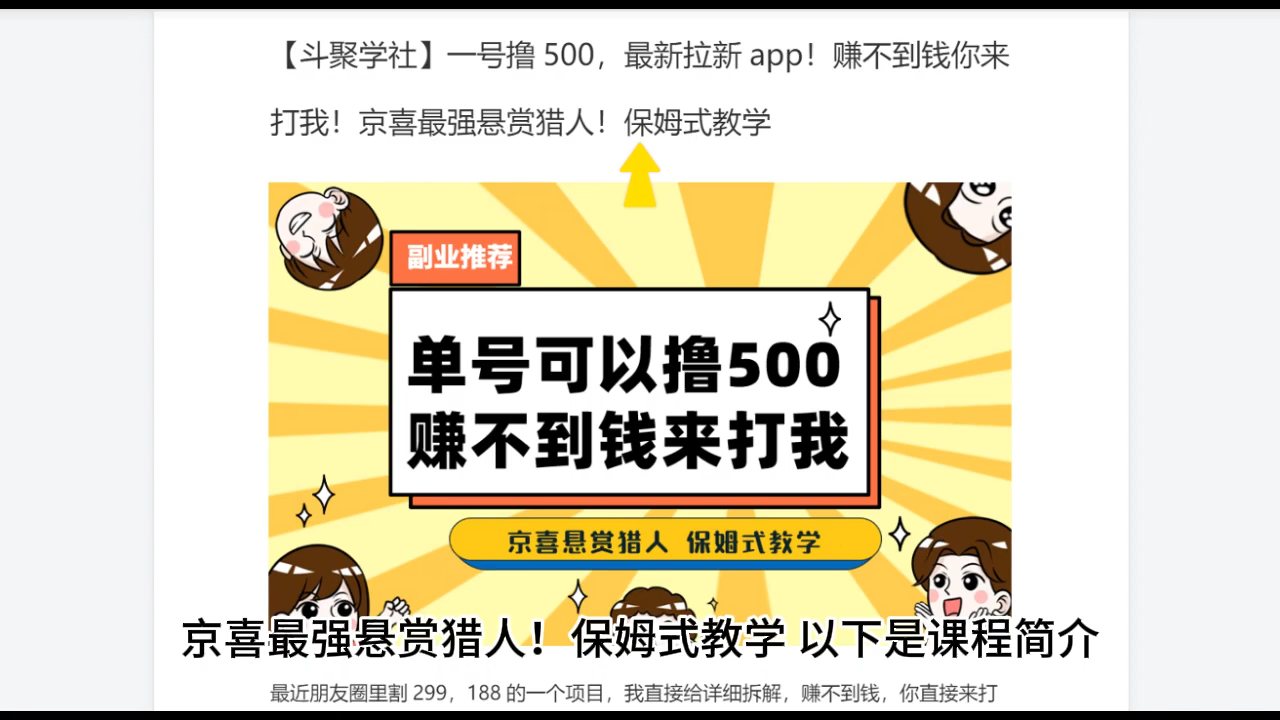 【斗聚学社】一号撸 500，最新拉新 app！赚不到钱你来
打我！京喜最强悬赏猎人！保姆式教学
副业推荐
单号可以撸500
赚不到钱来打我
京喜悬赏猎人 保姆式教学
京喜最强悬赏猎人！保姆式教学 以下是课程简介
最近朋友圈里割 299，188 的一个项目，我直接给详细拆解，赚不到钱，你直接来打